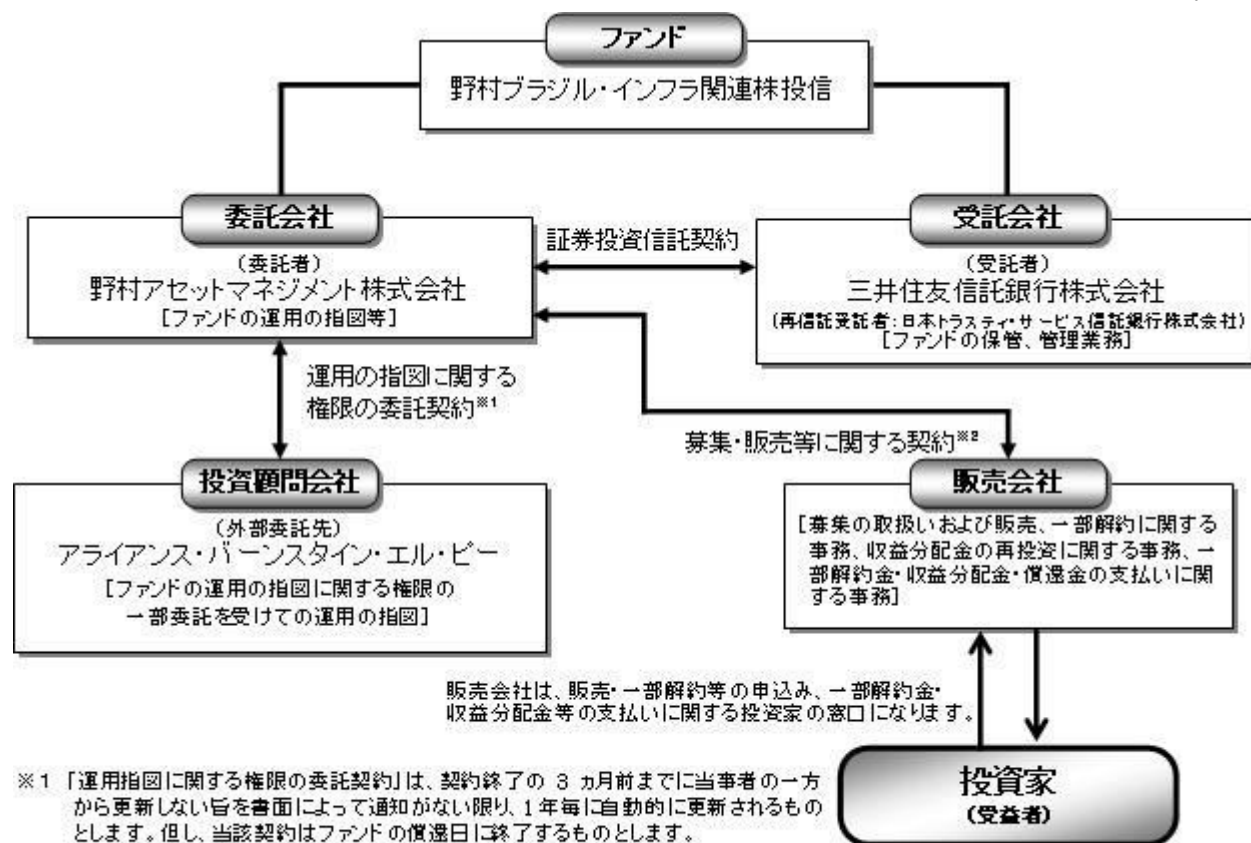 ファンド
野村ブラジル・インフラ関連株投信
委託会社
(委託者)
野村アセットマネジメント株式会社
[ファンドの運用の指図等]
証券投資信託契約
受託会社
(受託者)
三井住友信託銀行株式会社
(再信託受託者:日本トラスティ・サービス信託銀行株式会社)
[ファンドの保管、管理業務]
運用の指図に関する
権限の委託契約※1
募集・販売等に関する契約※2
投資顧問会社
(外部委託先)
アライアンス・バーンスタイン・エル・ピー
[ファンドの運用の指図に関する権限の
一部委託を受けての運用の指図]
販売会社
[募集の取扱いおよび販売、一部解約に関する
事務、収益分配金の再投資に関する事務、一
部解約金・収益分配金・償還金の支払いに関
する事務]
販売会社は、販売・一部解約等の申込み、一部解約金・
収益分配金等の支払いに関する投資家の窓口になります。
投資家
(受益者)
※1 「運用指図に関する権限の委託契約」は、契約終了の 3 ヵ月前までに当事者の一方
から更新しない旨を書面によって通知がない限り、1年毎に自動的に更新されるもの
とします。但し、当該契約はファンドの償還日に終了するものとします。